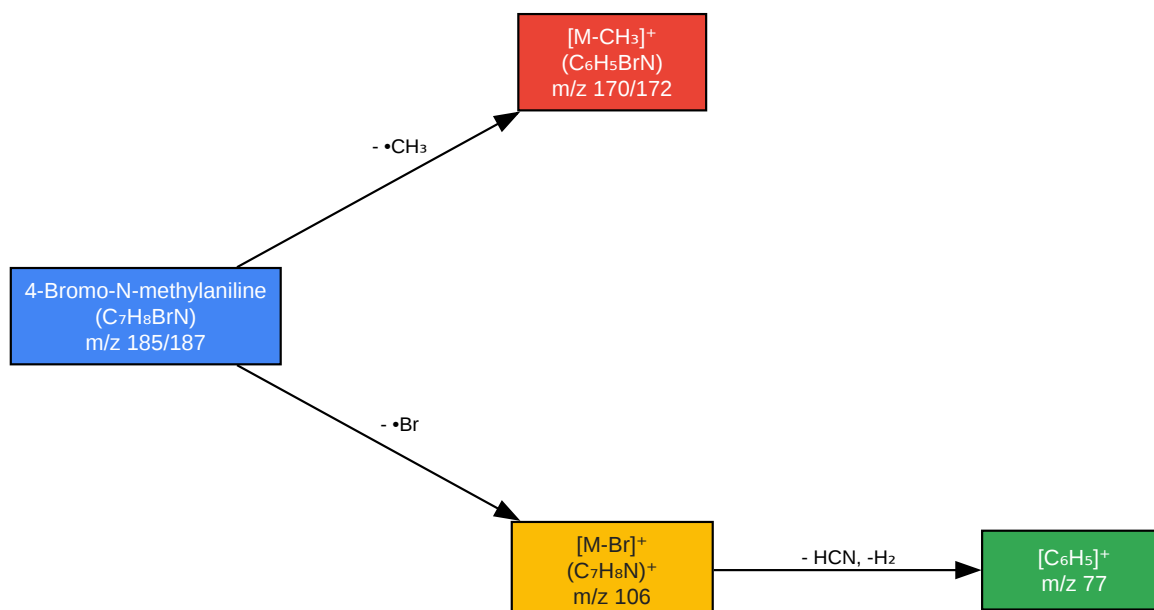 [M-CH₃]⁺
(C₆H₅BrN)
m/z 170/172
- •CH₃
4-Bromo-N-methylaniline
(C₇H₈BrN)
m/z 185/187
- •Br
[M-Br]⁺
(C₇H₈N)⁺
m/z 106
- HCN, -H₂
[C₆H₅]⁺
m/z 77